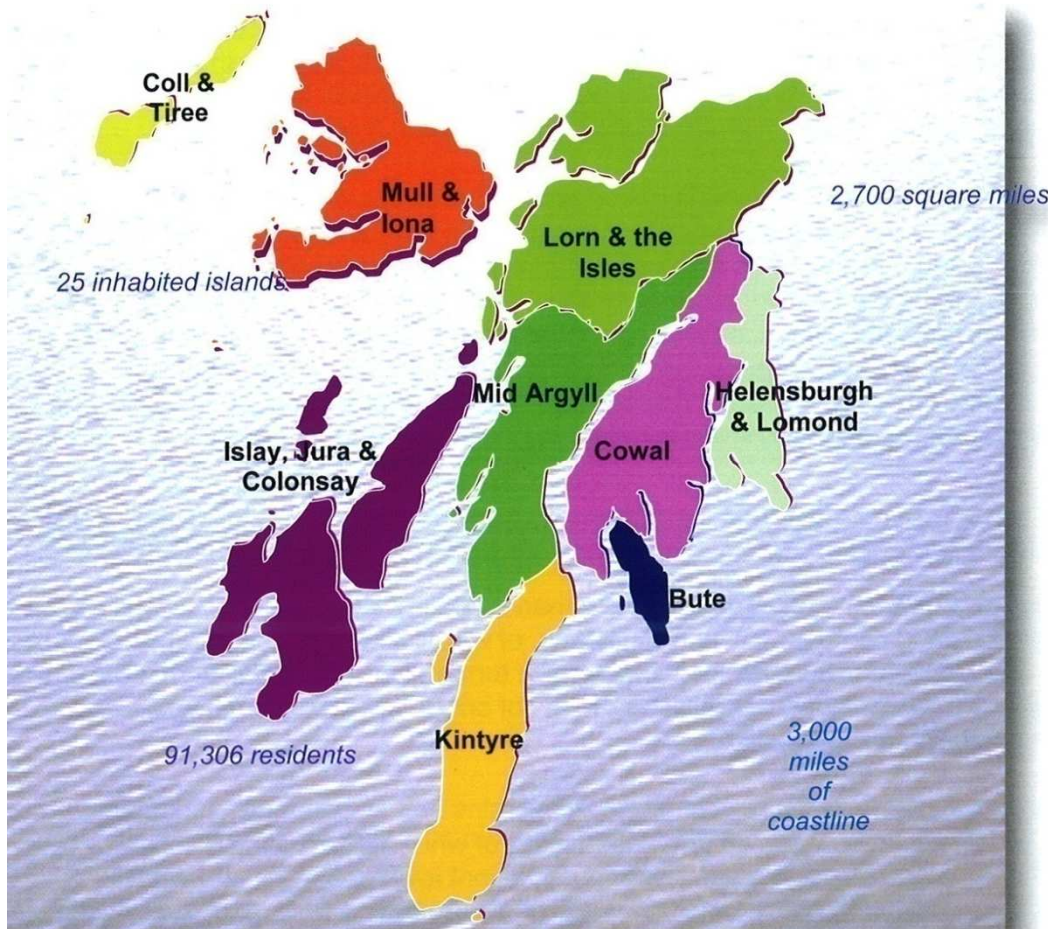 Coll &
Tiree
Mull &
Iona
2,700 square miles
Lorn & the
Isles
25 inhabited islands
Mid Argyll
Helensburgh
& Lomond
Islay, Jura &
Colonsay
Cowal
Bute
Kintyre
91,306 residents
3,000
miles
of
coastline